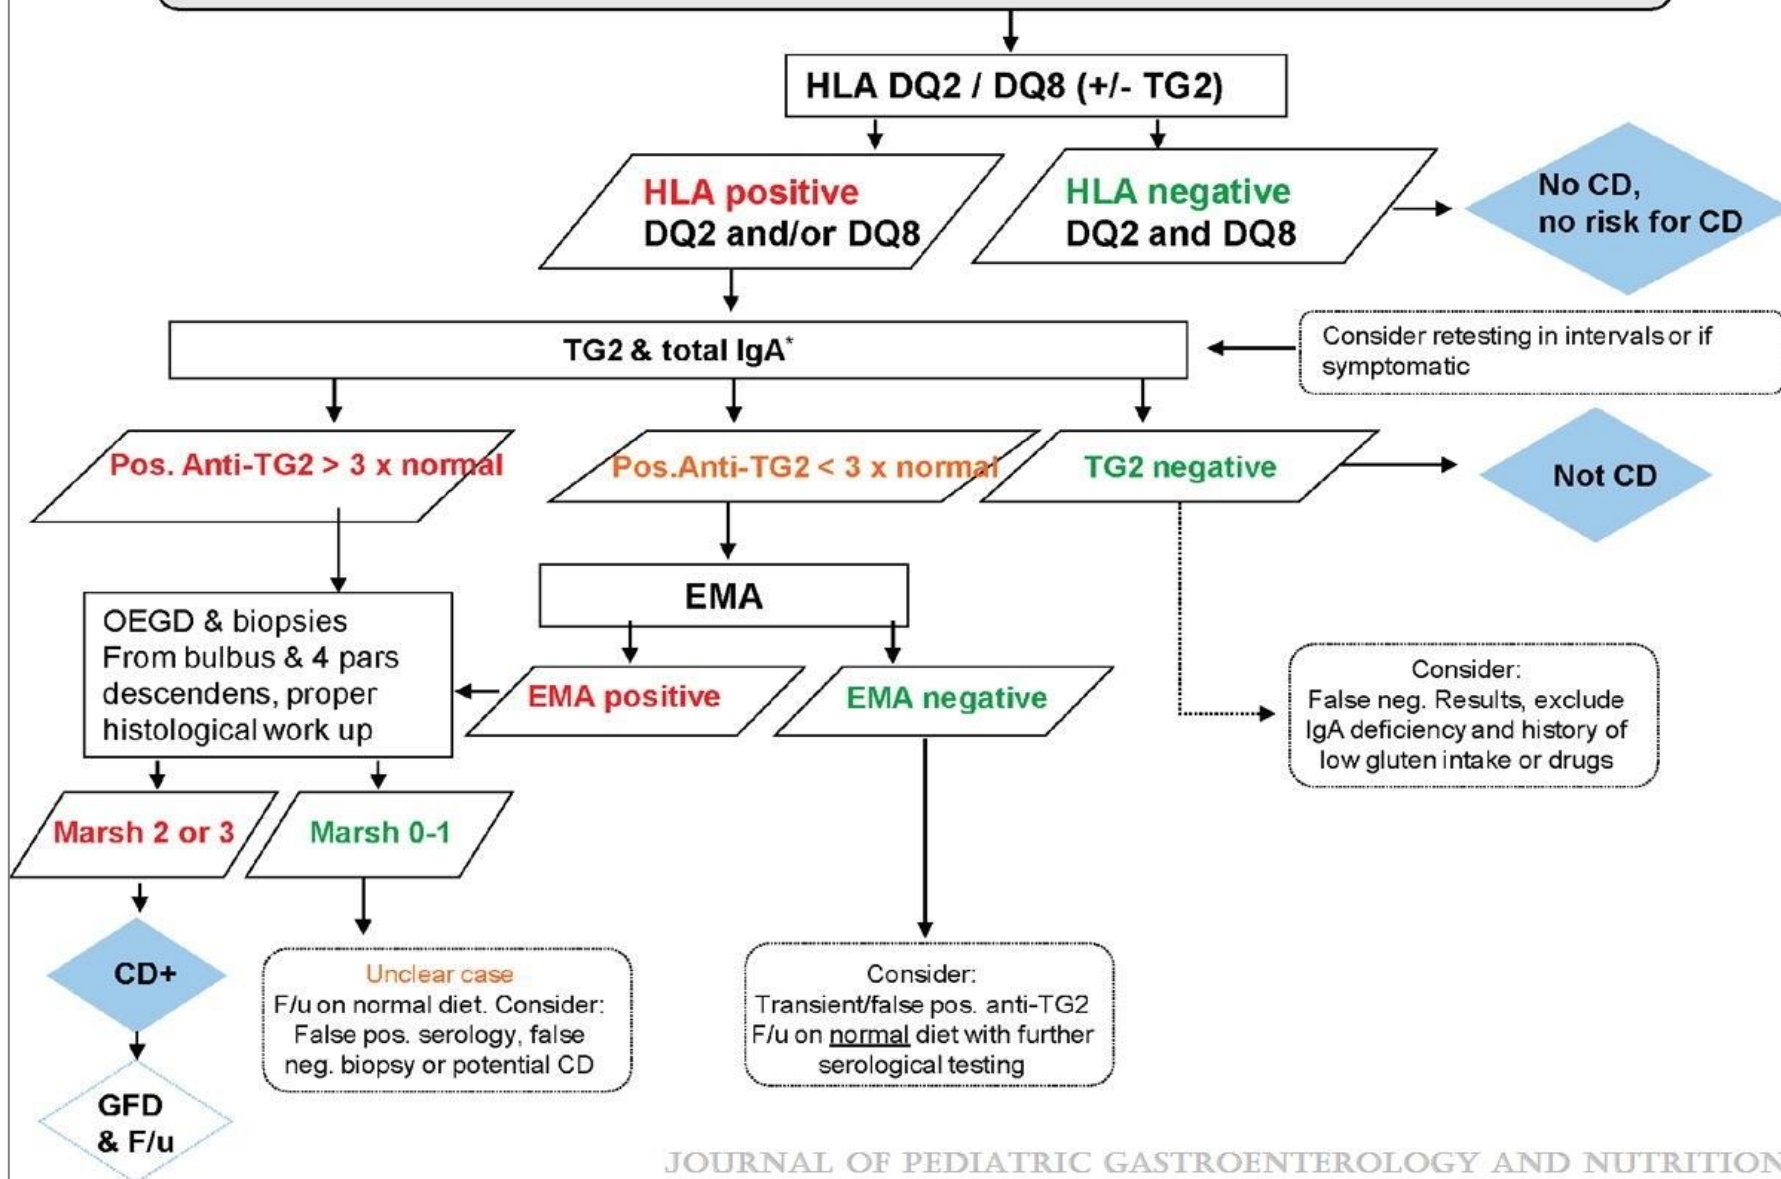 HLA DQ2 / DQ8 (+/- TG2)
HLA positive
DQ2 and/or DQ8
HLA negative
DQ2 and DQ8
No CD,
no risk for CD
TG2 & total IgA*
Consider retesting in intervals or if
symptomatic
Pos. Anti-TG2 > 3 x normal
Pos.Anti-TG2 < 3 x normal
TG2 negative
Not CD
EMA
OEGD & biopsies
From bulbus & 4 pars
descendens, proper
histological work up
EMA positive
EMA negative
Consider:
False neg. Results, exclude
IgA deficiency and history of
low gluten intake or drugs
Marsh 2 or 3
Marsh 0-1
CD+
Unclear case
F/u on normal diet. Consider:
False pos. serology, false
neg. biopsy or potential CD
Consider:
Transient/false pos. anti-TG2
F/u on normal diet with further
serological testing
GFD
& F/u
JOURNAL OF PEDIATRIC GASTROENTEROLOGY AND NUTRITION